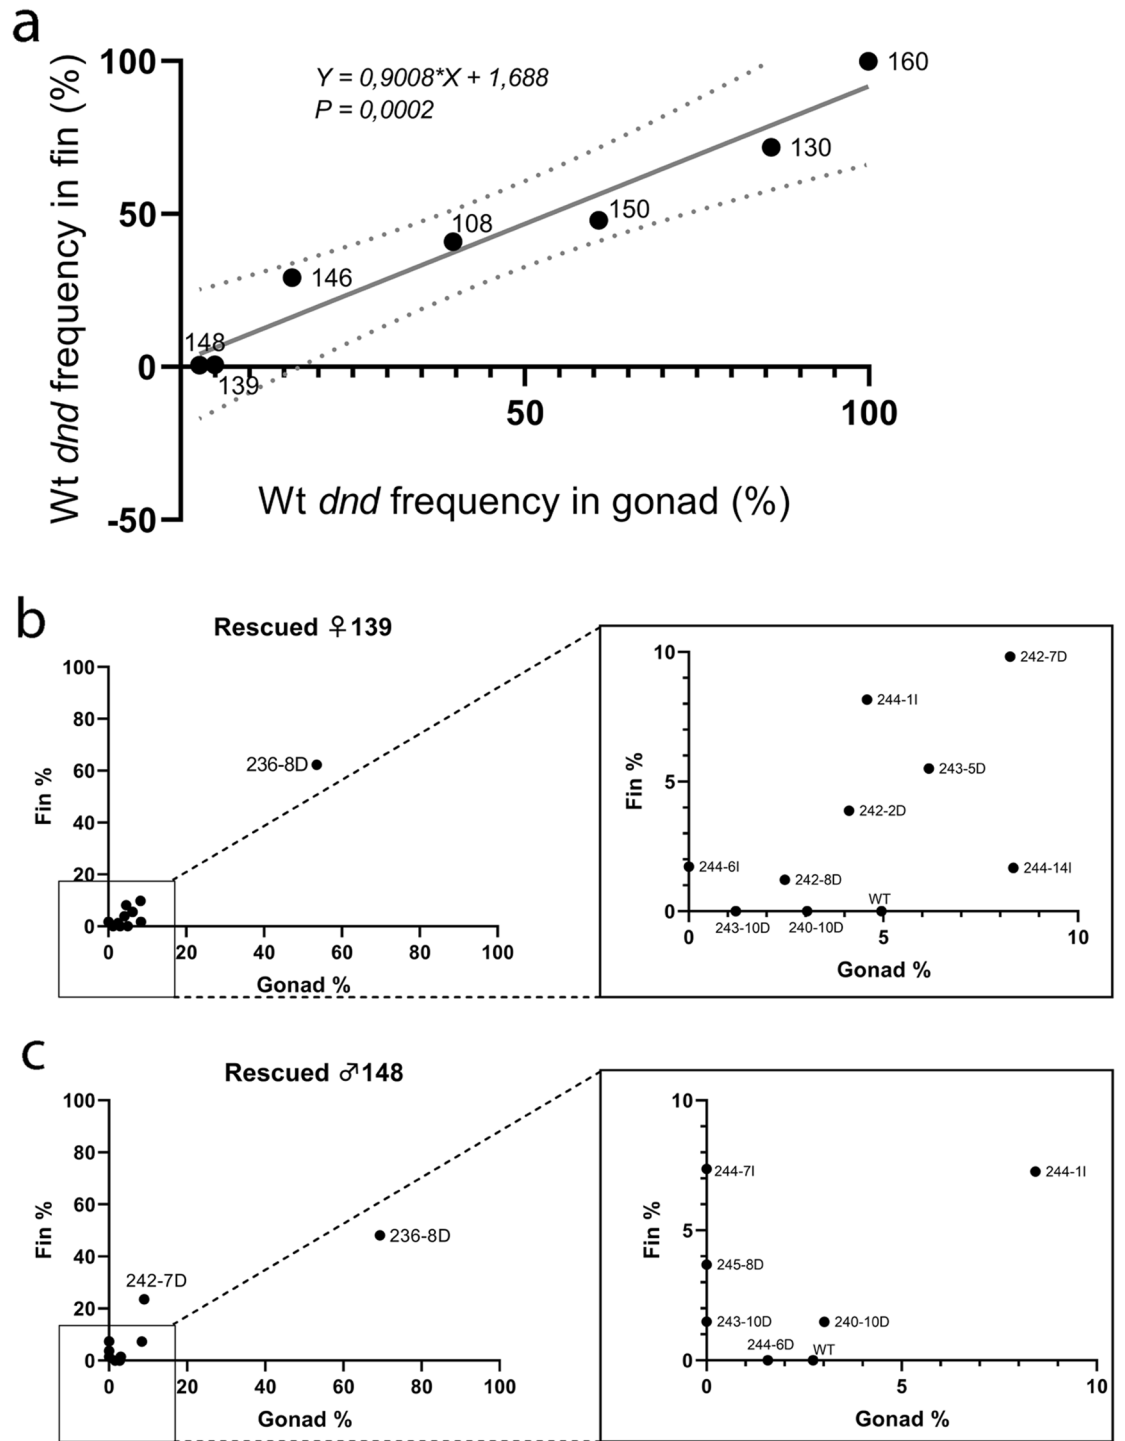 a
Wt dnd frequency in fin (%)
100
50
0
-50
Y = 0,9008*X + 1,688
P = 0,0002
160
130
150
108
146
148
139
50
100
Wt dnd frequency in gonad (%)
b
Rescued ♀139
Fin %
100
80
60
40
20
0
236-8D
0
20
40
60
80
100
Gonad %
Fin %
10
5
0
242-7D
244-1I
243-5D
242-2D
244-6I
242-8D
244-14I
WT
243-10D
240-10D
0
5
10
Gonad %
c
Rescued ♂148
Fin %
100
80
60
40
20
0
236-8D
242-7D
0
20
40
60
80
100
Gonad %
Fin %
10
5
0
244-7I
244-1I
245-8D
243-10D
240-10D
244-6D
WT
0
5
10
Gonad %